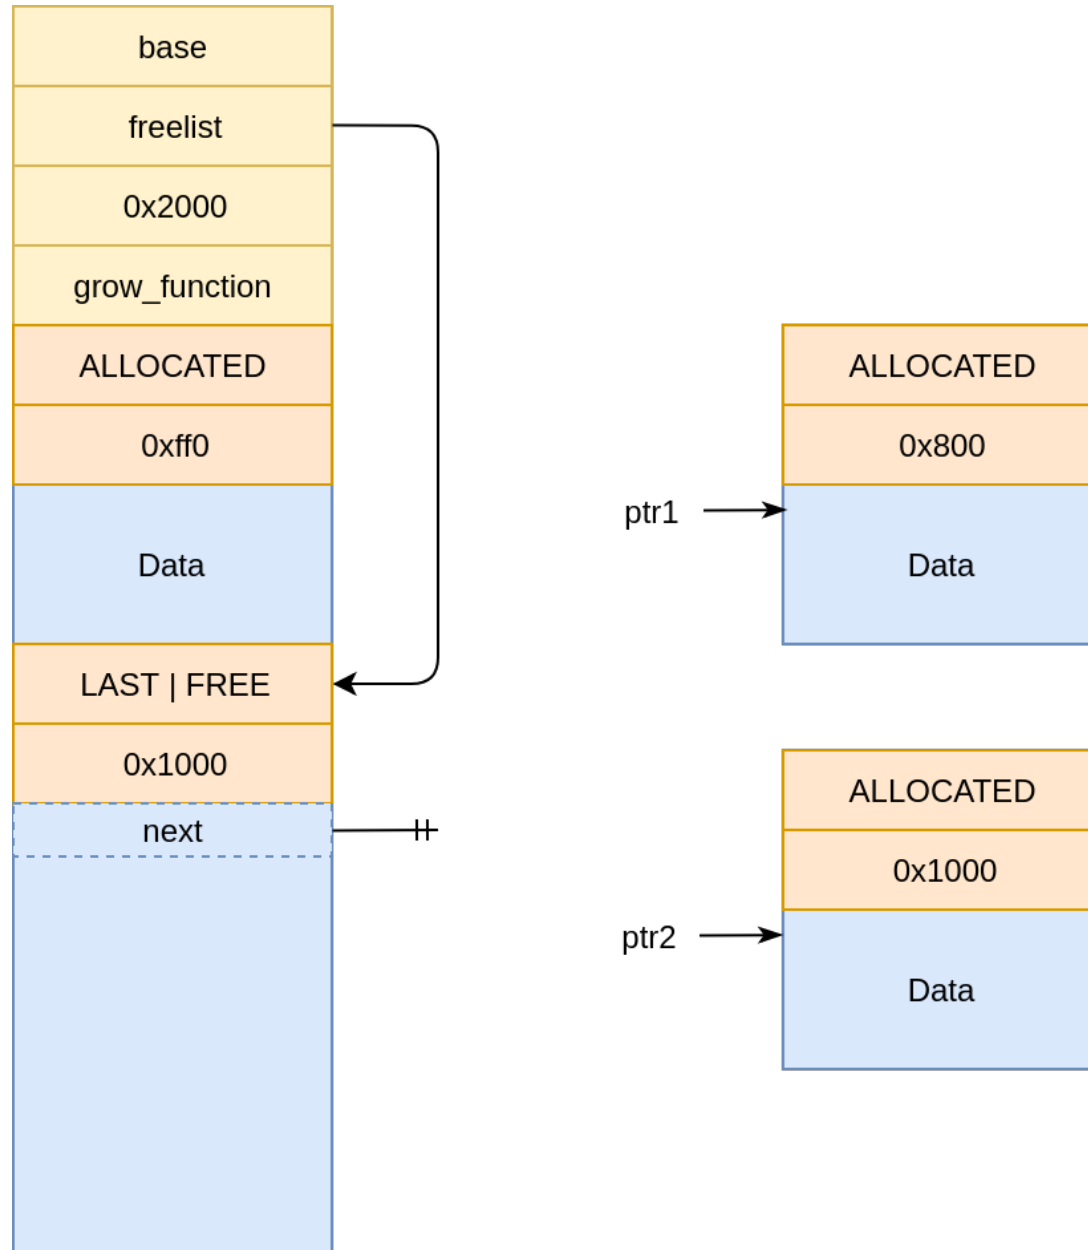 base
freelist
0x2000
grow_function
ALLOCATED
0xff0
Data
LAST | FREE
0x1000
next
ALLOCATED
0x800
ptr1
Data
ALLOCATED
0x1000
ptr2
Data